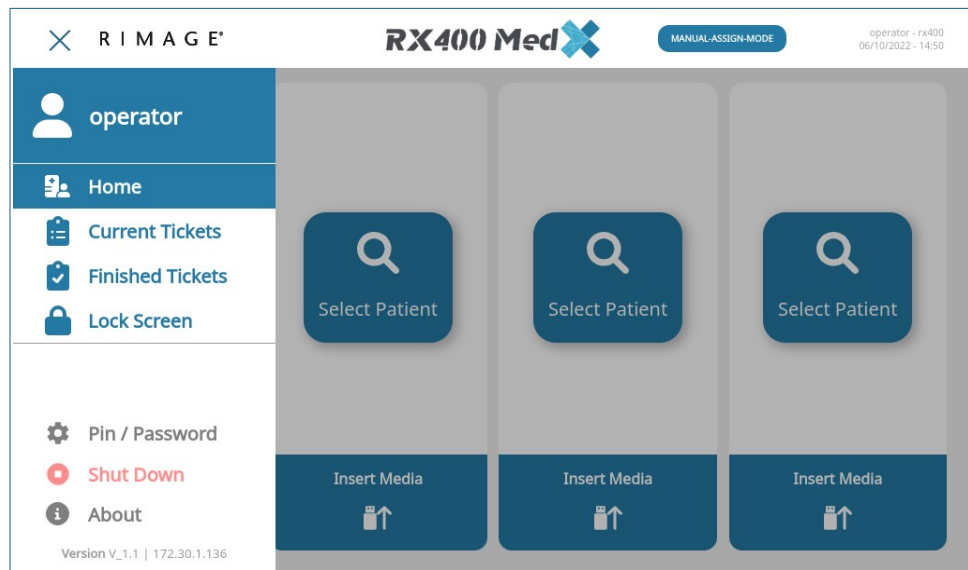 RIMAGE®
RX400 MedX
MANUAL-ASSIGN-MODE
operator - rx400
06/10/2022 - 14:50
operator
Home
Current Tickets
Finished Tickets
Lock Screen
Pin / Password
Shut Down
About
Version V_1.1 | 172.30.1.136
Select Patient
Select Patient
Select Patient
Insert Media
Insert Media
Insert Media